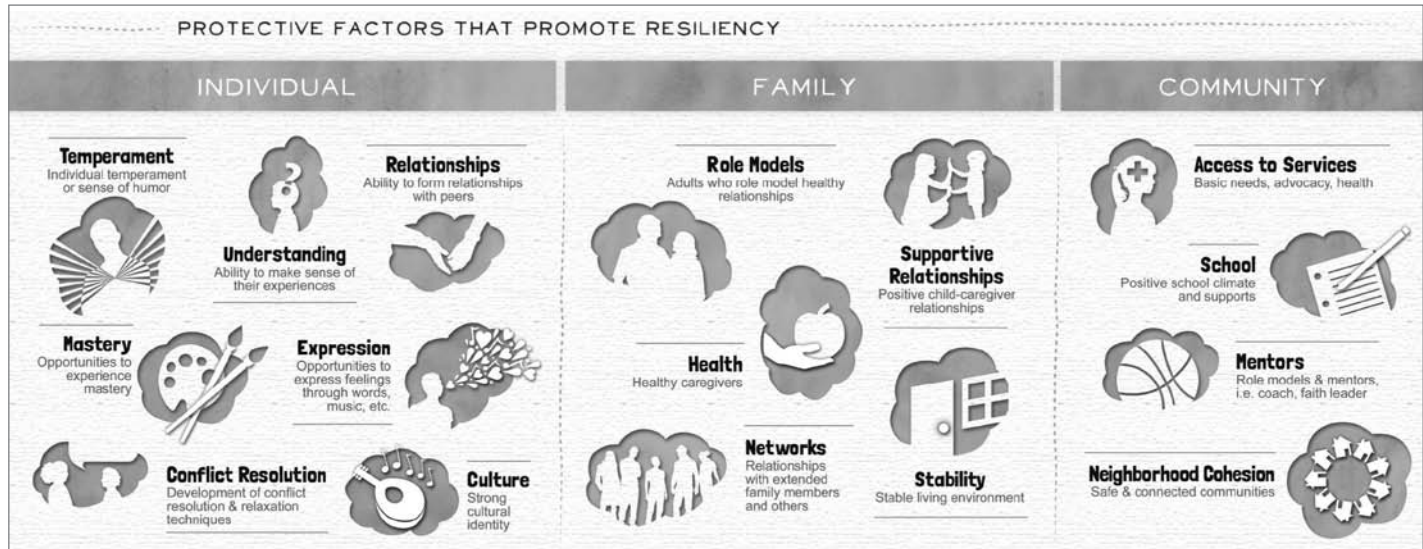 PROTECTIVE FACTORS THAT PROMOTE RESILIENCY
INDIVIDUAL
Temperament
Individual temperament
or sense of humor
Understanding
Ability to make sense of
their experiences
Relationships
Ability to form relationships
with peers
Mastery
Opportunities to
experience
mastery
Expression
Opportunities to
express feelings
through words,
music, etc.
Conflict Resolution
Development of conflict
resolution & relaxation
techniques
Culture
Strong
cultural
identity
FAMILY
Role Models
Adults who role model healthy
relationships
Supportive
Relationships
Positive child-caregiver
relationships
Health
Healthy caregivers
Networks
Relationships
with extended
family members
and others
Stability
Stable living environment
COMMUNITY
Access to Services
Basic needs, advocacy, health
School
Positive school climate
and supports
Mentors
Role models & mentors,
i.e. coach, faith leader
Neighborhood Cohesion
Safe & connected communities